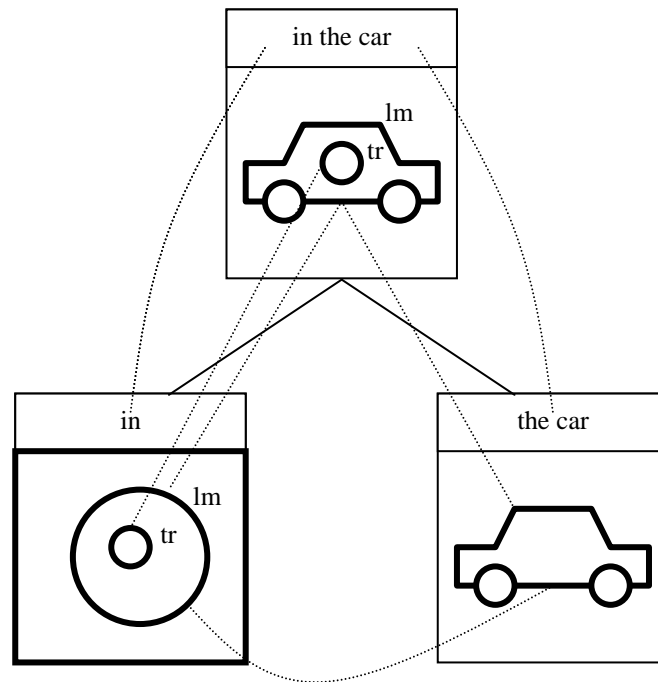 in the car
lm
tr
in
the car
lm
tr